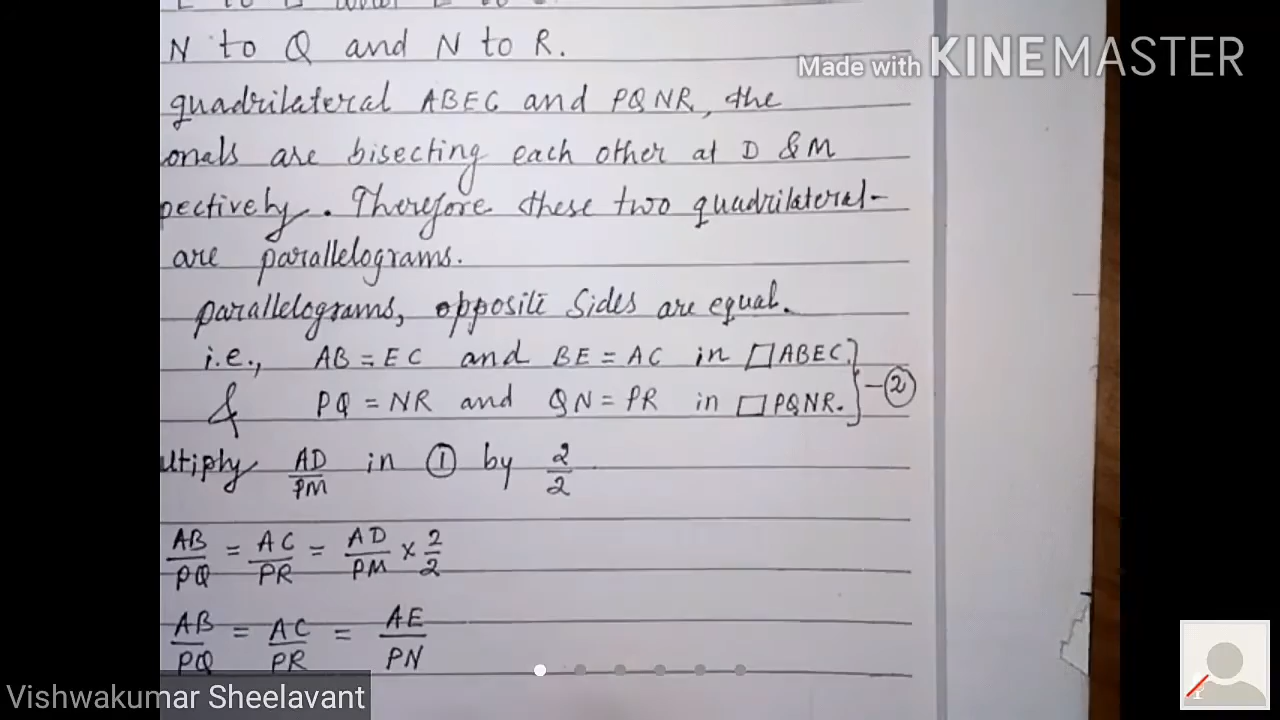 N to Q and N to R.
Made with KINEMASTER
quadrilateral ABEC and PQNR, the
onals are bisecting each other at D & M
pectively. Therefore these two quadrilateral-
are parallelograms.
parallelograms, opposite sides are equal.
i.e., AB = EC and BE = AC in □ABEC.
& PQ = NR and QN = PR in □PQNR. -②
ultiply AD/PM in ① by 2/2
AB/PQ = AC/PR = AD/PM × 2/2
AB/PQ = AC/PR = AE/PN
Vishwakumar Sheelavant